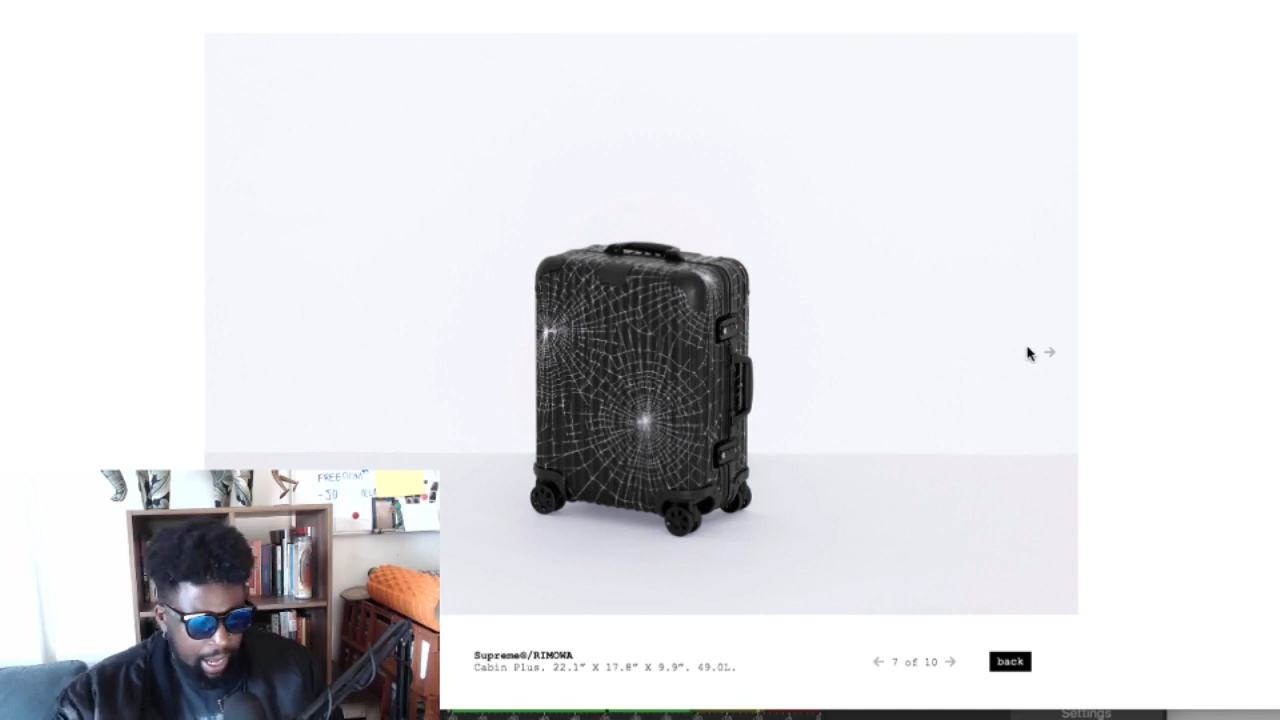 FREEDOM
Supreme®/RIMOWA
Cabin Plus. 22.1” X 17.8” X 9.9”. 49.0L.
← 7 of 10 →
back
Settings